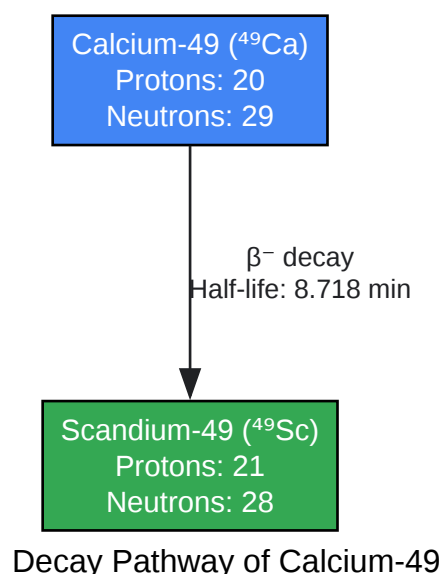 Calcium-49 (⁴⁹Ca)
Protons: 20
Neutrons: 29
β⁻ decay
Half-life: 8.718 min
Scandium-49 (⁴⁹Sc)
Protons: 21
Neutrons: 28
Decay Pathway of Calcium-49